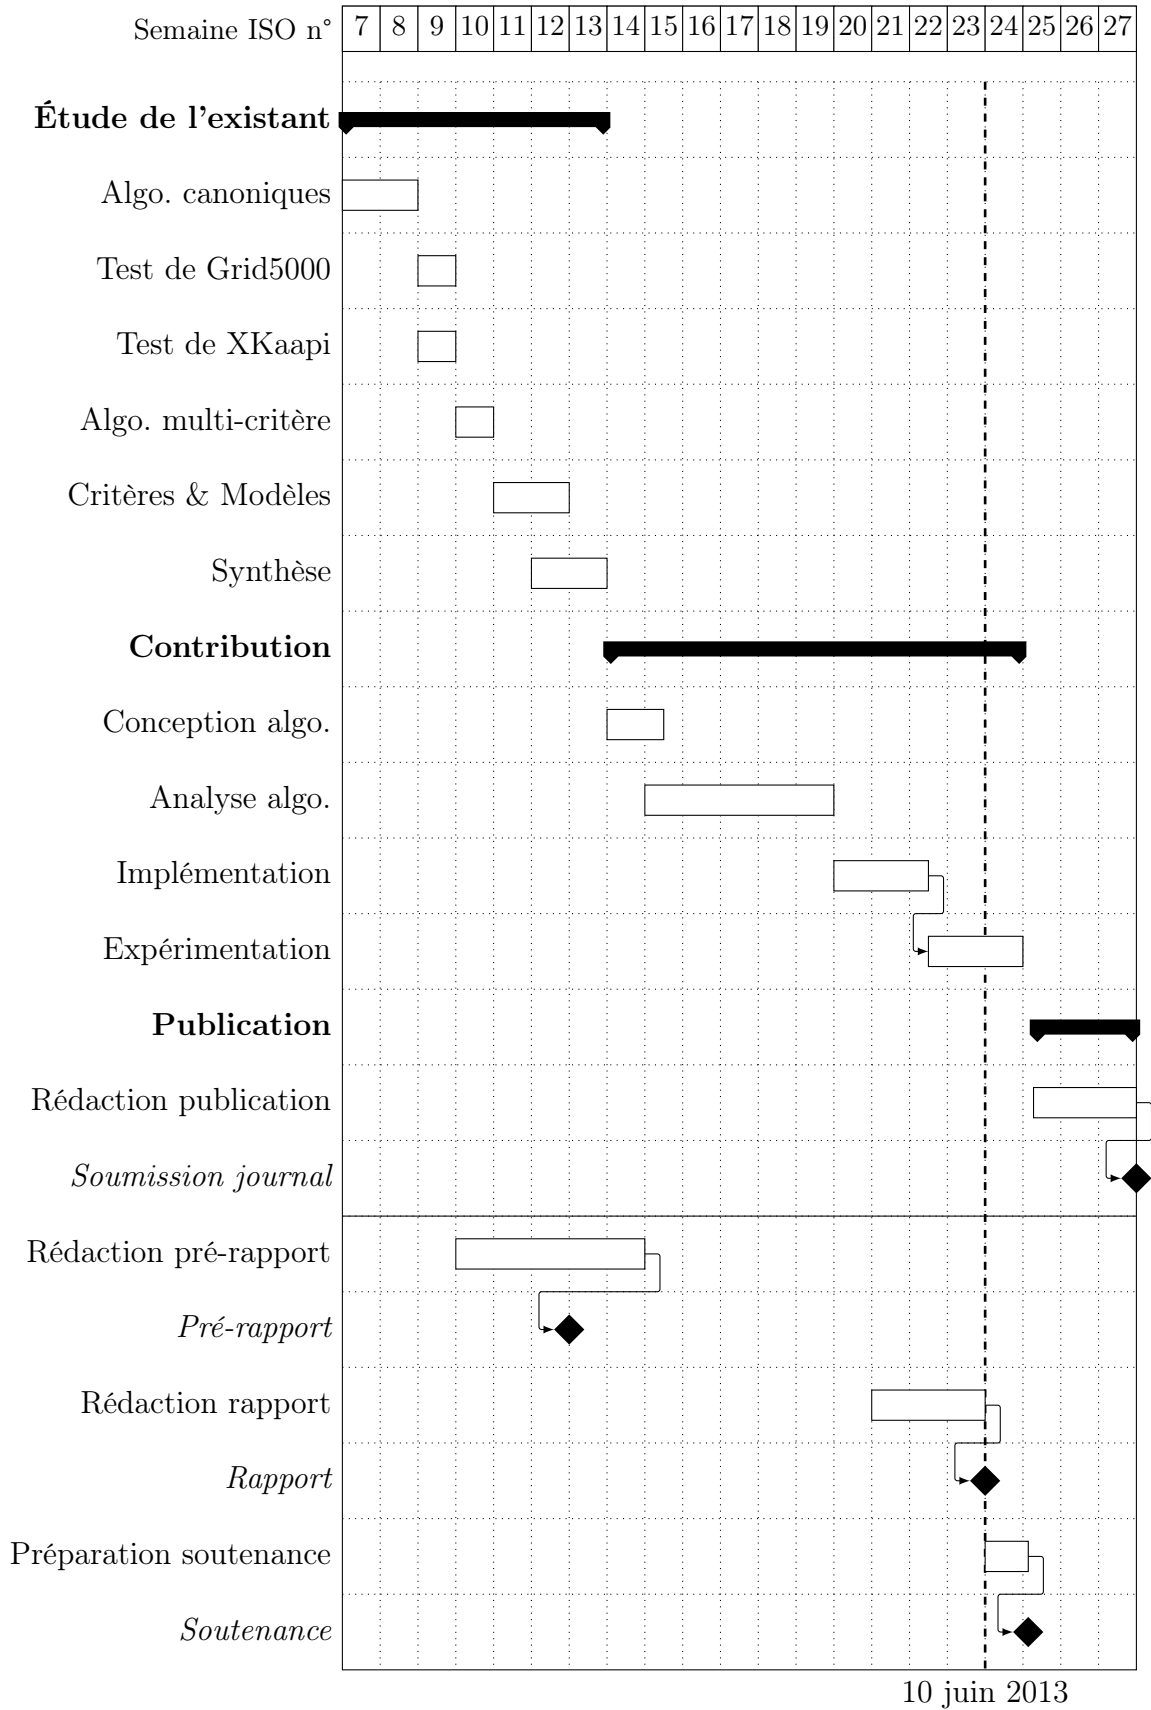 Semaine ISO n° 7 8 9 10 11 12 13 14 15 16 17 18 19 20 21 22 23 24 25 26 27
Étude de l'existant
Algo. canoniques
Test de Grid5000
Test de XKaapi
Algo. multi-critère
Critères & Modèles
Synthèse
Contribution
Conception algo.
Analyse algo.
Implémentation
Expérimentation
Publication
Rédaction publication
Soumission journal
Rédaction pré-rapport
Pré-rapport
Rédaction rapport
Rapport
Préparation soutenance
Soutenance
10 juin 2013